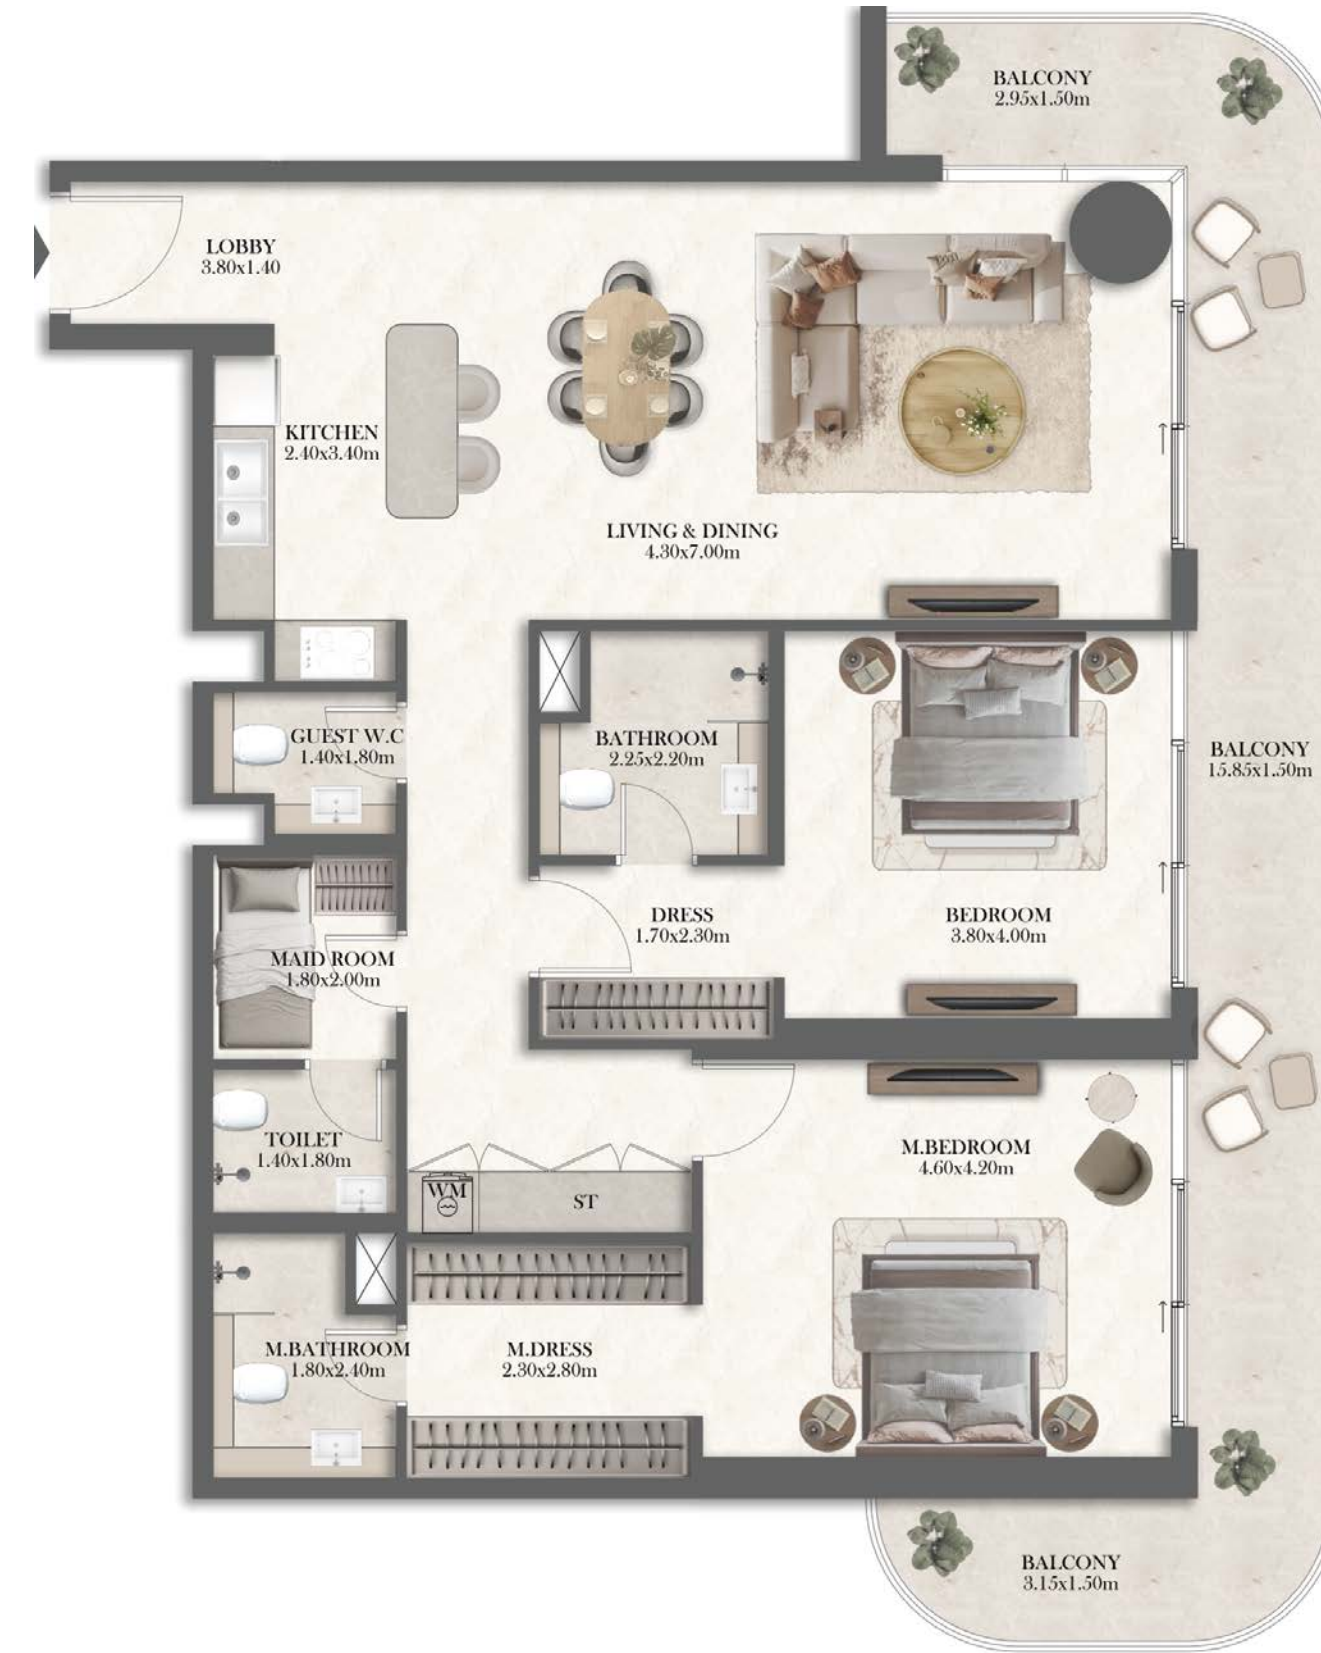 BALCONY
2.95x1.50m
LOBBY
3.80x1.40
KITCHEN
2.40x3.40m
LIVING & DINING
4.30x7.00m
GUEST W.C
1.40x1.80m
BATHROOM
2.25x2.20m
BALCONY
15.85x1.50m
DRESS
1.70x2.30m
BEDROOM
3.80x4.00m
MAID ROOM
1.80x2.00m
TOILET
1.40x1.80m
M.BEDROOM
4.60x4.20m
WM
ST
M.BATHROOM
1.80x2.40m
M.DRESS
2.30x2.80m
BALCONY
3.15x1.50m